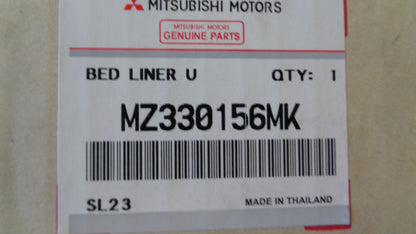 MITSUBISHI MOTORS
MITSUBISHI MOTORS
GENUINE PARTS
BED LINER U QTY: 1
MZ330156MK
SL23 MADE IN THAILAND